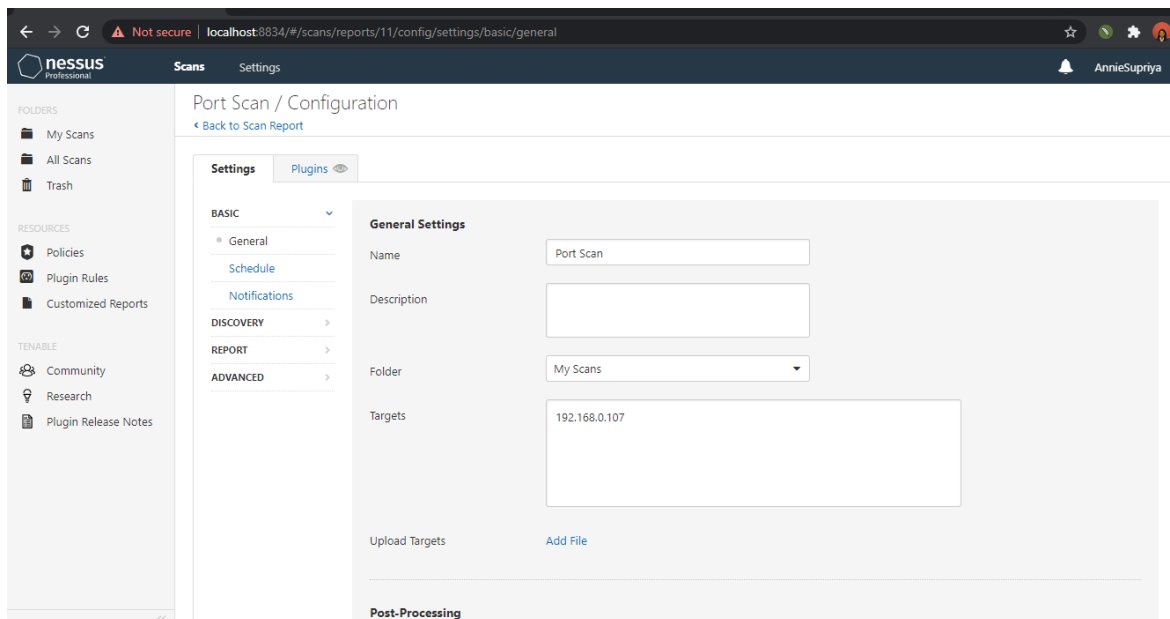 Not secure | localhost:8834/#/scans/reports/11/config/settings/basic/general
nessus
Professional
Scans
Settings
AnnieSupriya
FOLDERS
My Scans
All Scans
Trash
RESOURCES
Policies
Plugin Rules
Customized Reports
TENABLE
Community
Research
Plugin Release Notes
Port Scan / Configuration
Back to Scan Report
Settings
Plugins
BASIC
General
Schedule
Notifications
DISCOVERY
REPORT
ADVANCED
General Settings
Name
Port Scan
Description
Folder
My Scans
Targets
192.168.0.107
Upload Targets
Add File
Post-Processing